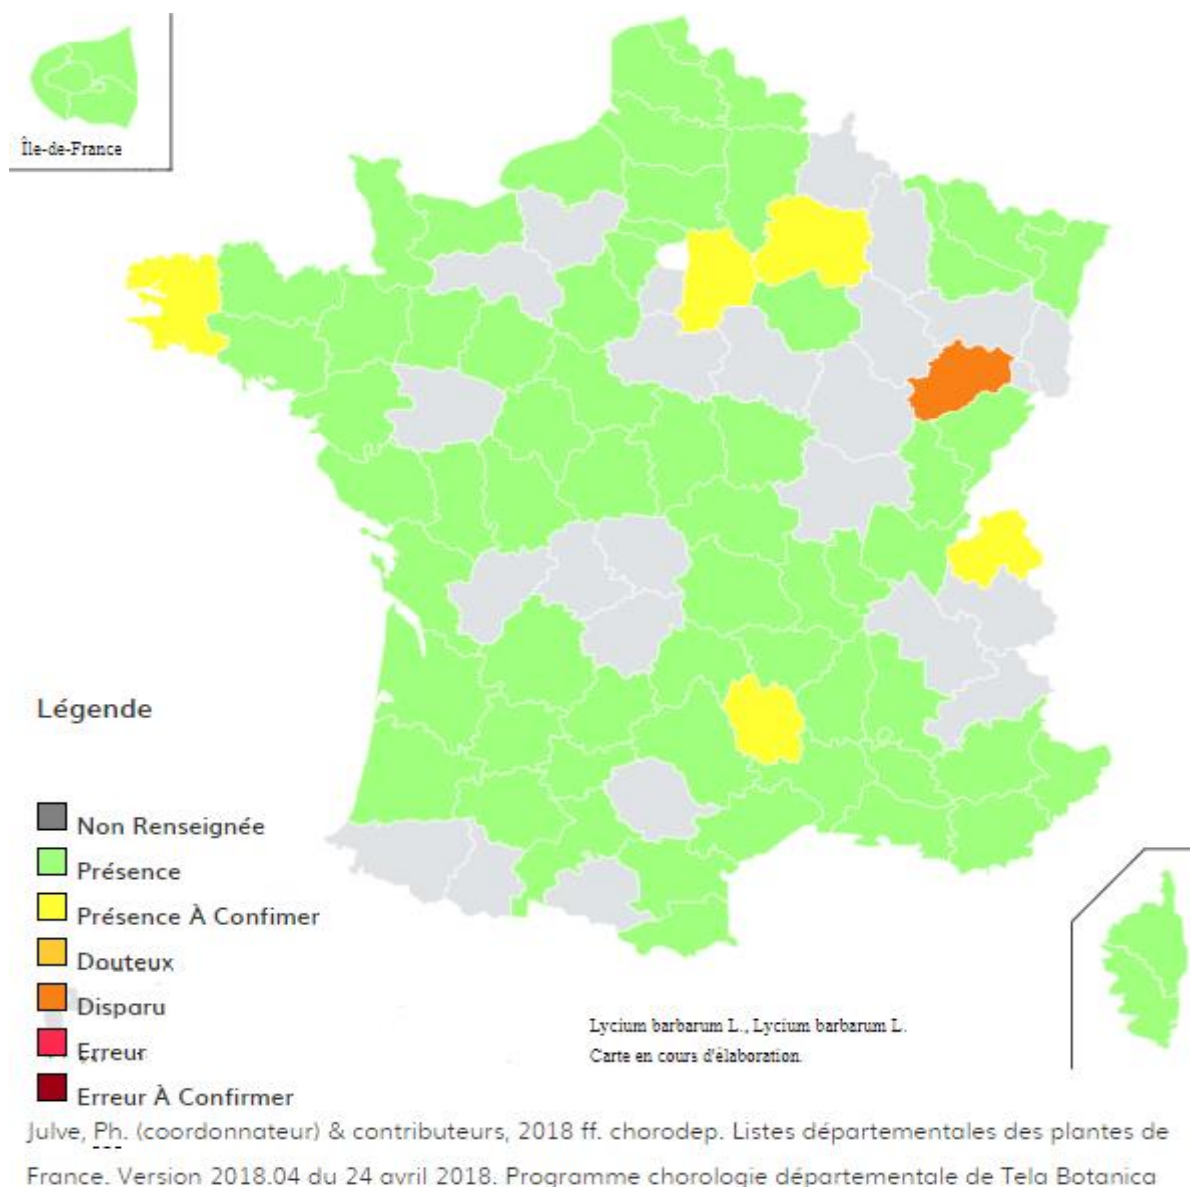 Île-de-France
Légende
Non Renseignée
Présence
Présence À Confimer
Douteux
Disparu
Erreur
Erreur À Confirmer
Lycium barbarum L., Lycium barbarum L.
Carte en cours d'élaboration.
Julve, Ph. (coordonnateur) & contributeurs, 2018 ff. chorodep. Listes départementales des plantes de
France. Version 2018.04 du 24 avril 2018. Programme chorologie départementale de Tela Botanica